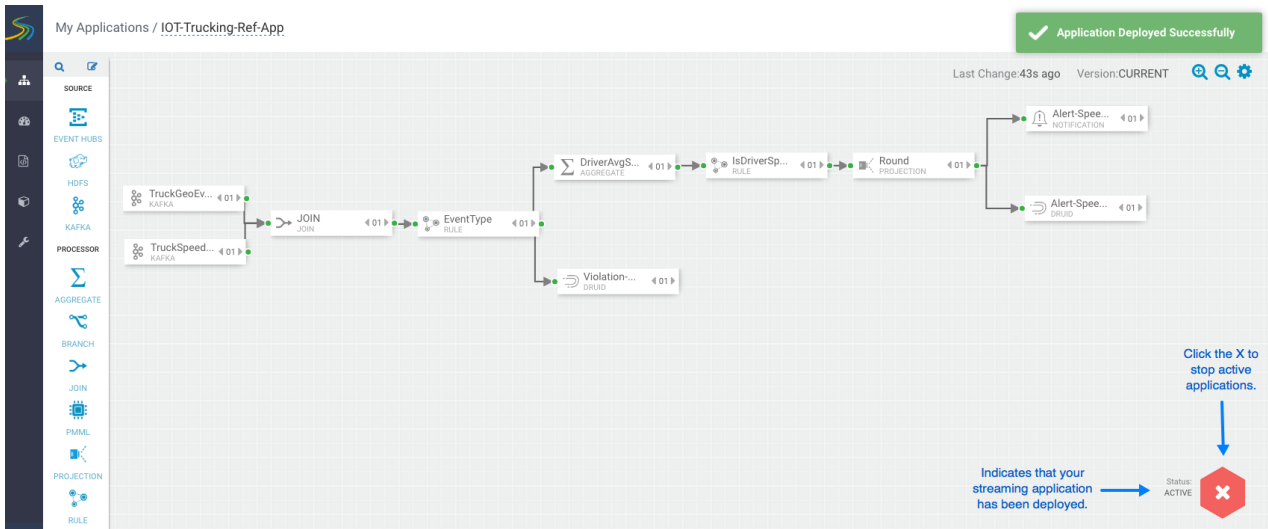 My Applications / IOT-Trucking-Ref-App
Application Deployed Successfully
Last Change:43s ago Version:CURRENT
SOURCE
EVENT HUBS
HDFS
KAFKA
PROCESSOR
AGGREGATE
BRANCH
JOIN
PMML
PROJECTION
RULE
TruckGeoEv...
KAFKA
01
TruckSpeed...
KAFKA
01
JOIN
JOIN
01
EventType
RULE
01
DriverAvgS...
AGGREGATE
01
IsDriverSp...
RULE
01
Round
PROJECTION
01
Alert-Spee...
NOTIFICATION
01
Alert-Spee...
DRUID
01
Violation-...
DRUID
01
Click the X to
stop active
applications.
Indicates that your
streaming application
has been deployed.
Status:
ACTIVE